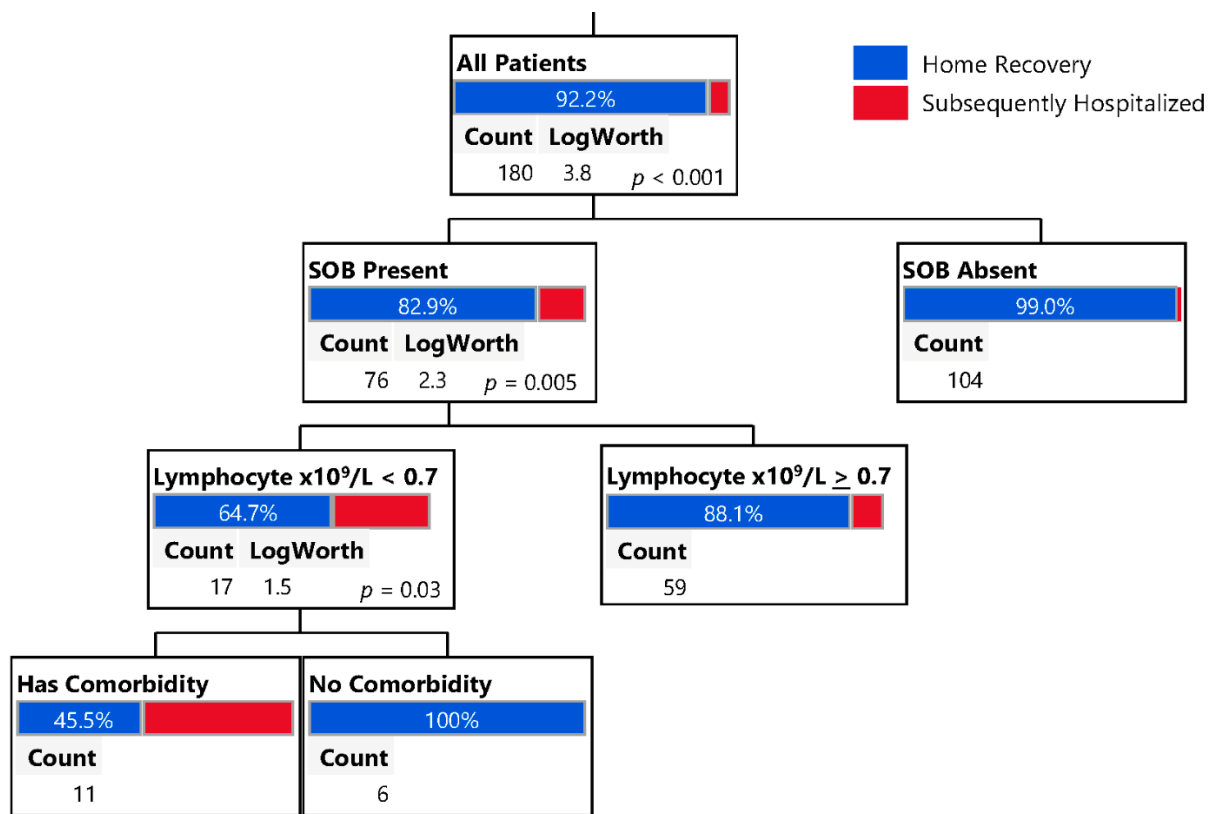 All Patients
92.2%
Count LogWorth
180 3.8 p < 0.001
Home Recovery
Subsequently Hospitalized
SOB Present
82.9%
Count LogWorth
76 2.3 p = 0.005
SOB Absent
99.0%
Count
104
Lymphocyte x10⁹/L < 0.7
64.7%
Count LogWorth
17 1.5 p = 0.03
Lymphocyte x10⁹/L ≥ 0.7
88.1%
Count
59
Has Comorbidity
45.5%
Count
11
No Comorbidity
100%
Count
6